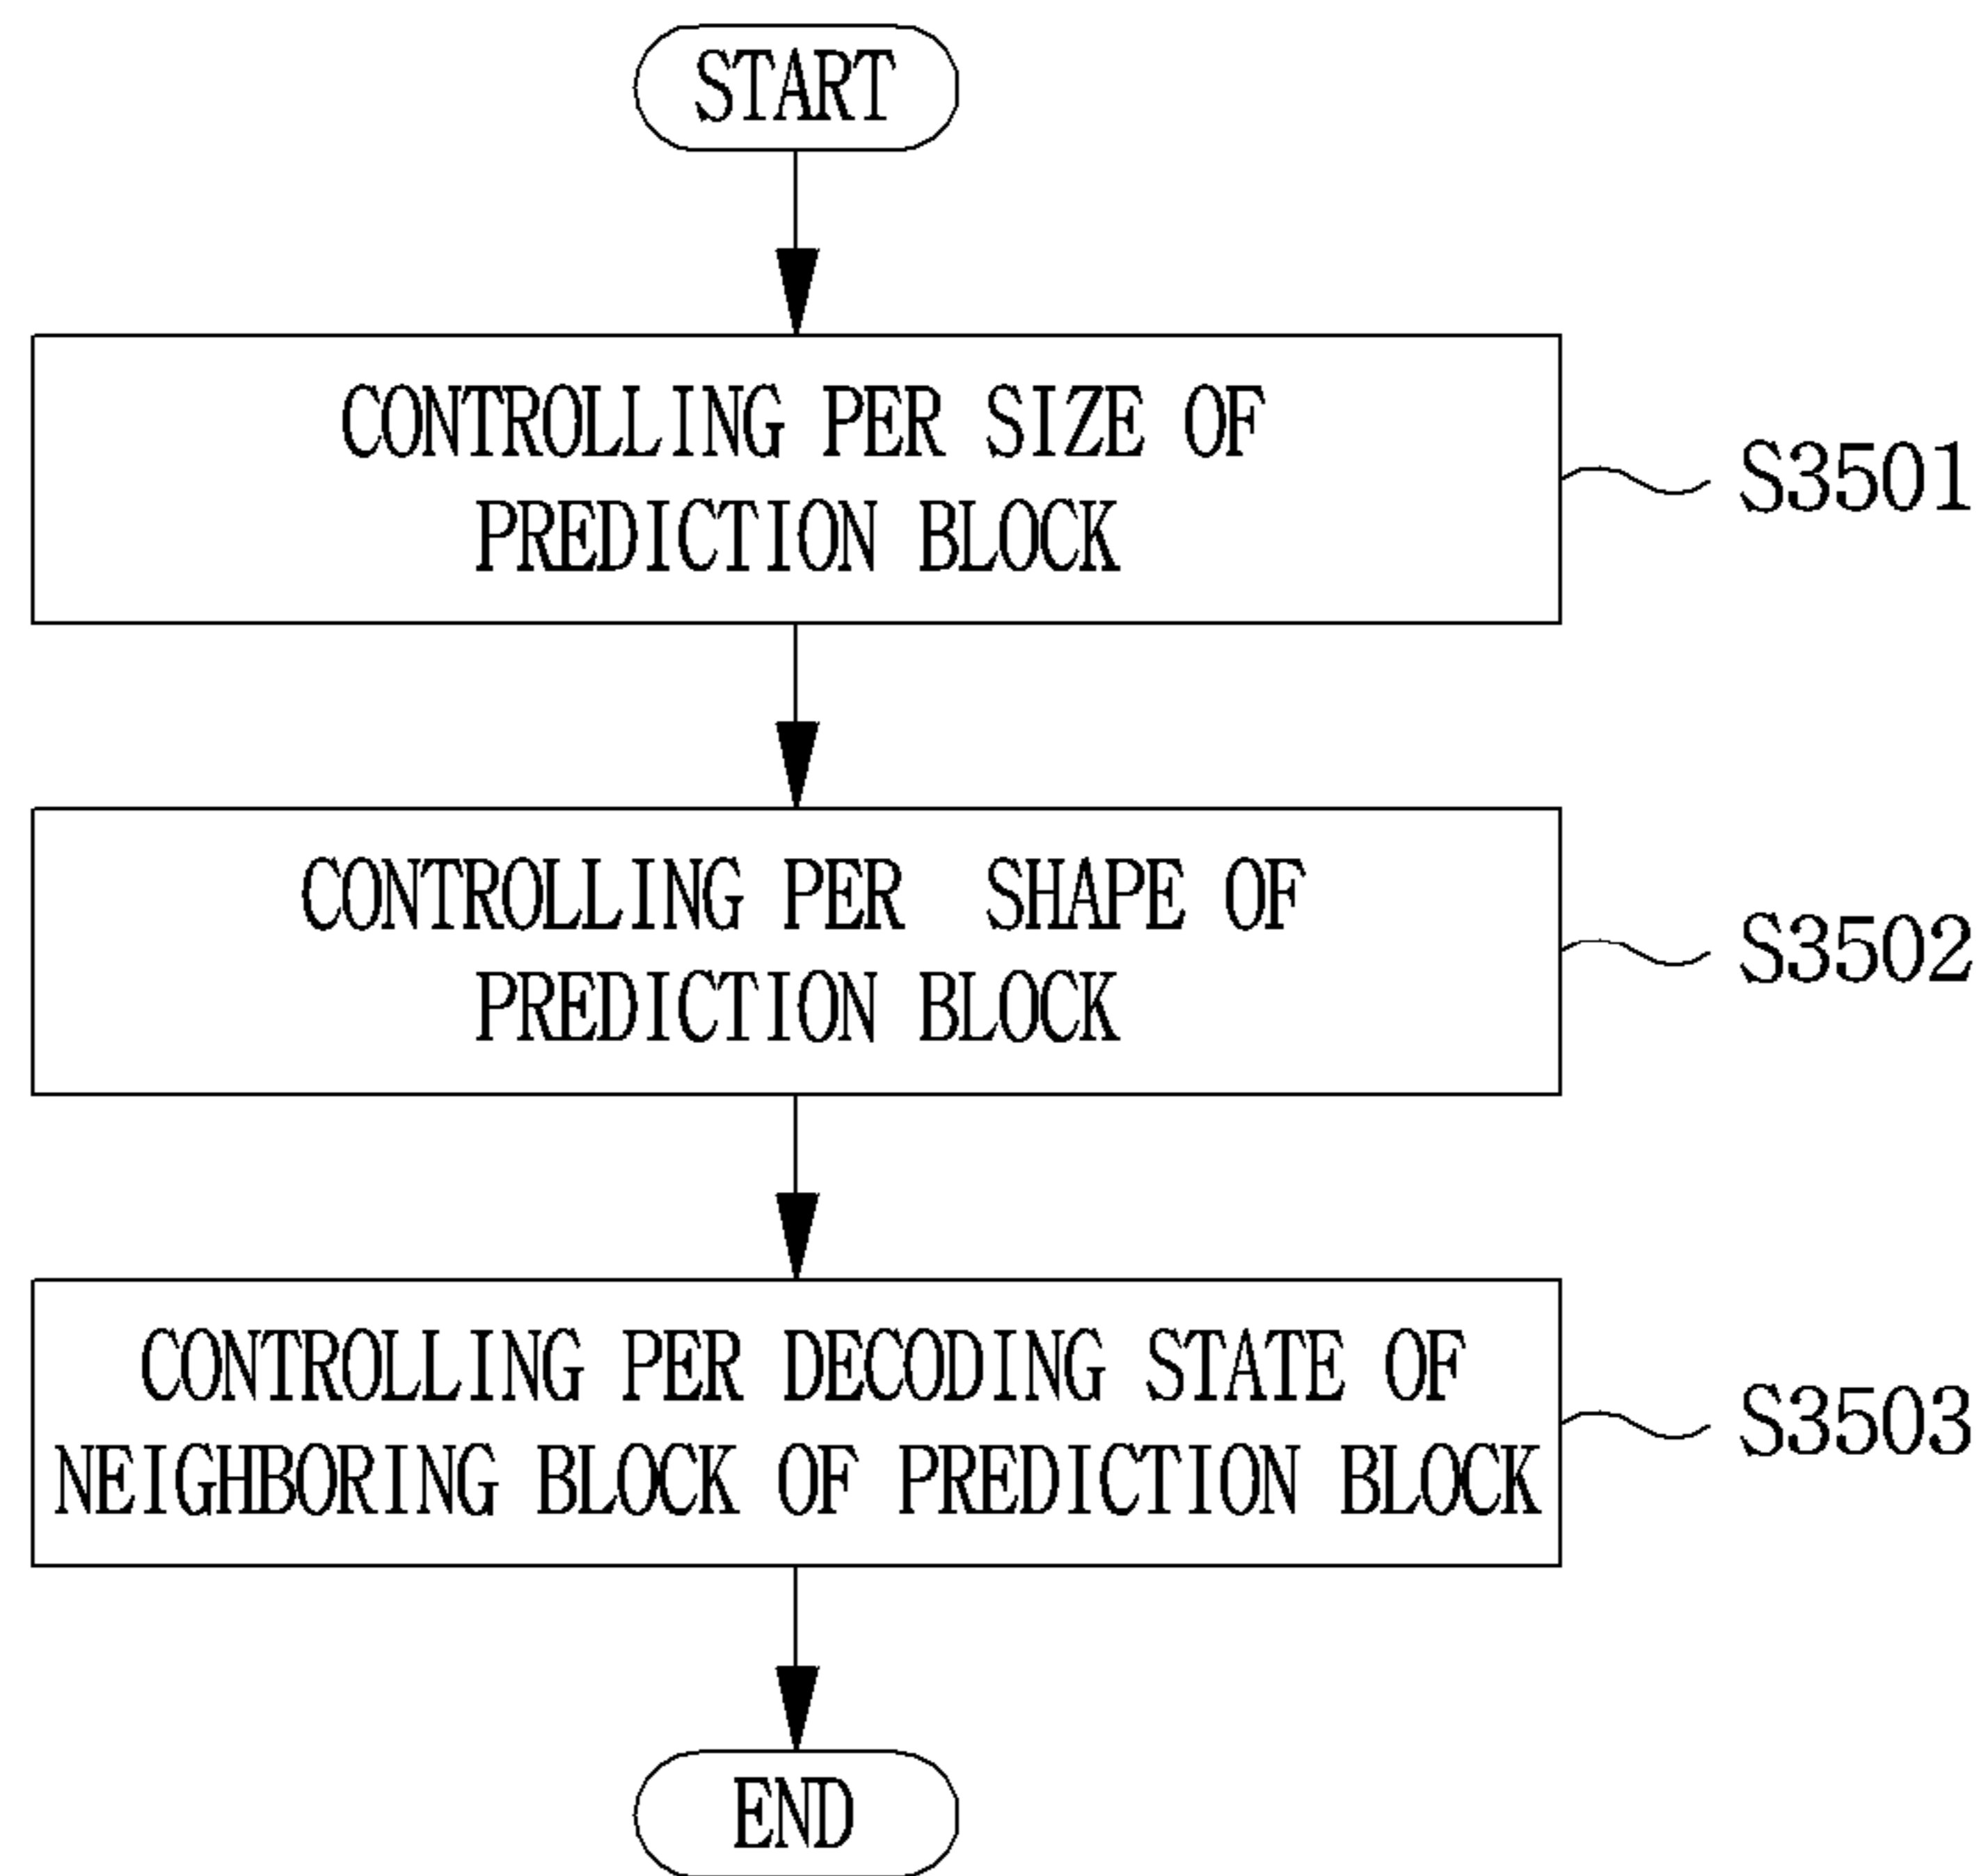 START
CONTROLLING PER SIZE OF
PREDICTION BLOCK
S3501
CONTROLLING PER SHAPE OF
PREDICTION BLOCK
S3502
CONTROLLING PER DECODING STATE OF
NEIGHBORING BLOCK OF PREDICTION BLOCK
S3503
END